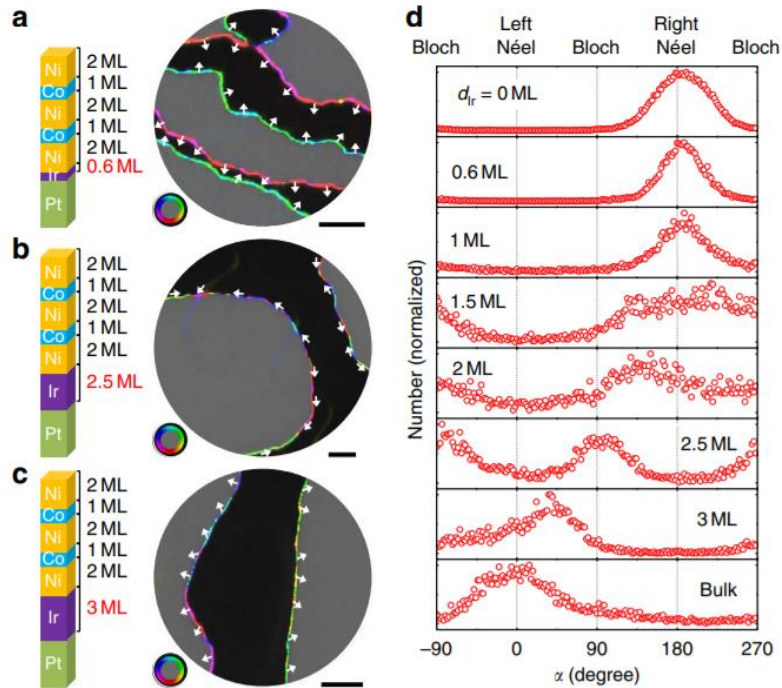 a
Ni 2 ML
Co 1 ML
Ni 2 ML
Co 1 ML
Ni 2 ML
Ir 0.6 ML
Pt
b
Ni 2 ML
Co 1 ML
Ni 2 ML
Co 1 ML
Ni 2 ML
Ir 2.5 ML
Pt
c
Ni 2 ML
Co 1 ML
Ni 2 ML
Co 1 ML
Ni 2 ML
Ir 3 ML
Pt
d
Left Right
Bloch Néel Bloch Néel Bloch
dIr = 0 ML
0.6 ML
1 ML
1.5 ML
2 ML
2.5 ML
3 ML
Bulk
Number (normalized)
–90 0 90 180 270
α (degree)